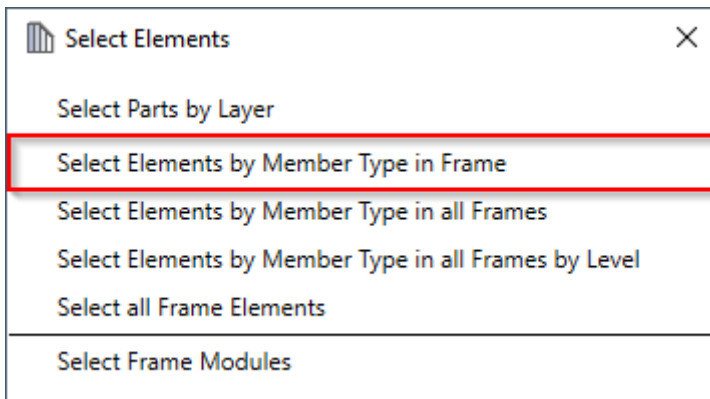 Select Elements
Select Parts by Layer
Select Elements by Member Type in Frame
Select Elements by Member Type in all Frames
Select Elements by Member Type in all Frames by Level
Select all Frame Elements
Select Frame Modules